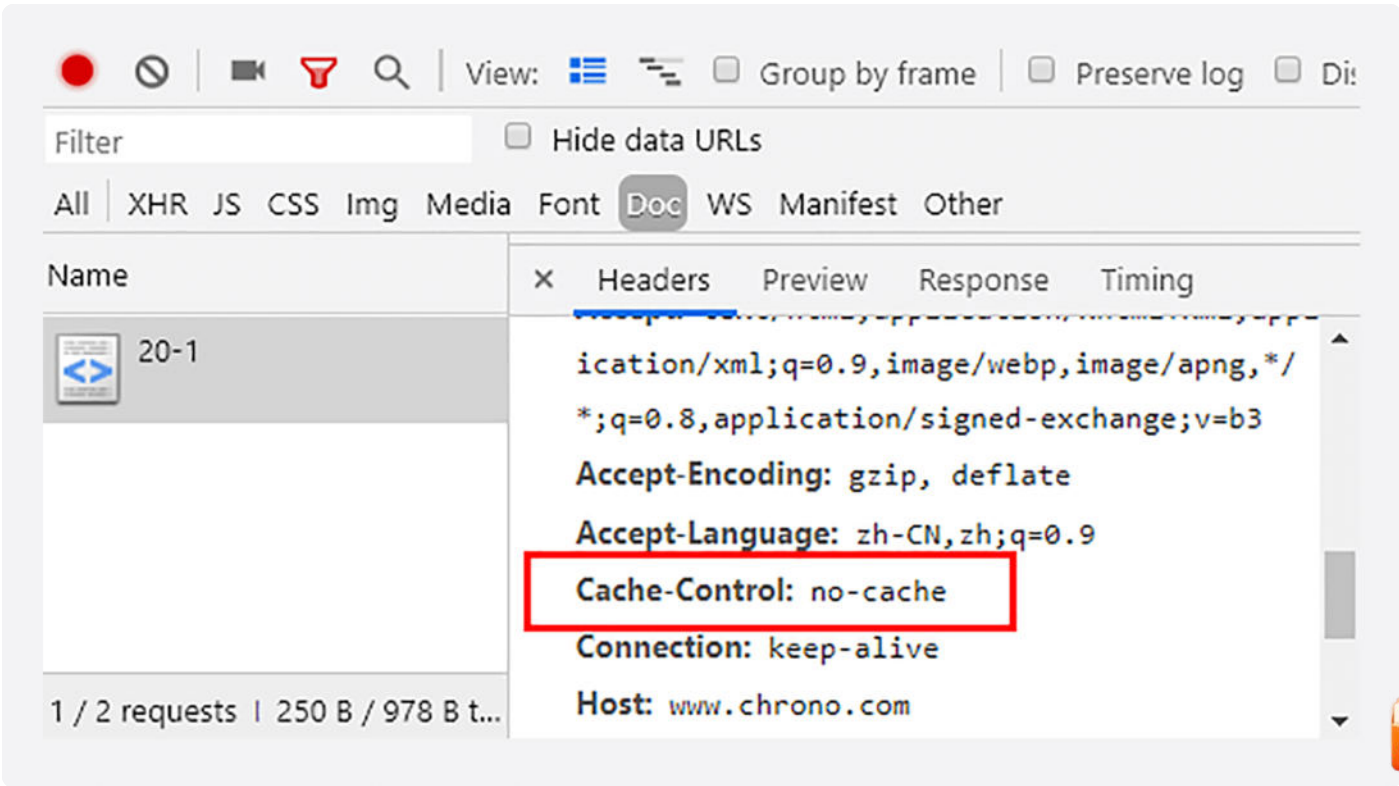 View: Group by frame Preserve log Dis
Filter Hide data URLs
All XHR JS CSS Img Media Font Doc WS Manifest Other
Name
× Headers Preview Response Timing
20-1
ication/xml;q=0.9,image/webp,image/apng,*/
*;q=0.8,application/signed-exchange;v=b3
Accept-Encoding: gzip, deflate
Accept-Language: zh-CN,zh;q=0.9
Cache-Control: no-cache
Connection: keep-alive
Host: www.chrono.com
1 / 2 requests | 250 B / 978 B t...